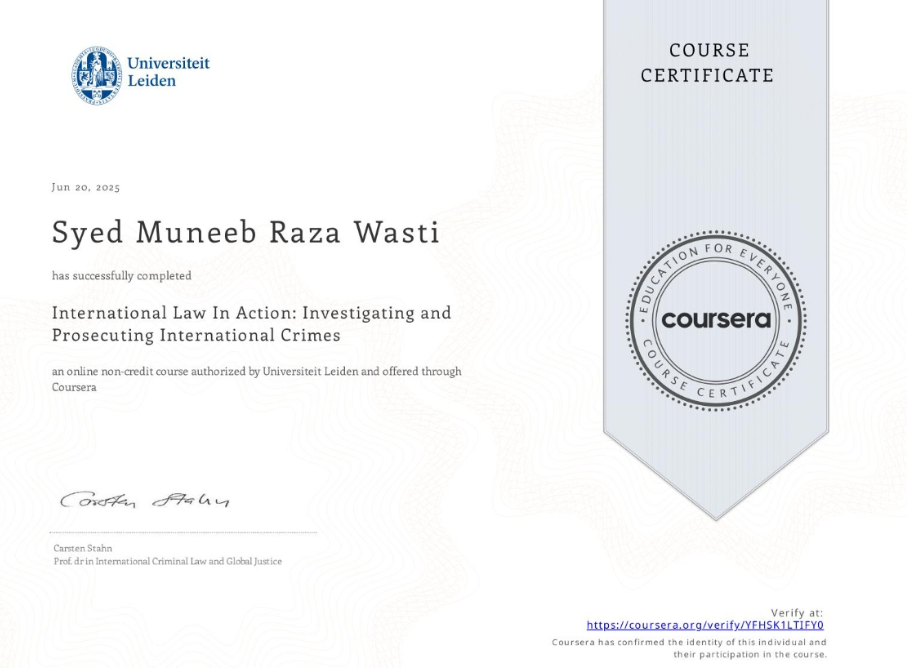 Universiteit
Leiden
COURSE
CERTIFICATE
Jun 20, 2025
Syed Muneeb Raza Wasti
has successfully completed
International Law In Action: Investigating and
Prosecuting International Crimes
an online non-credit course authorized by Universiteit Leiden and offered through
Coursera
EDUCATION FOR EVERYONE
coursera
COURSE CERTIFICATE
Carsten Stahn
Carsten Stahn
Prof. dr in International Criminal Law and Global Justice
Verify at:
https://coursera.org/verify/YFHSK1LTIFY0
Coursera has confirmed the identity of this individual and
their participation in the course.